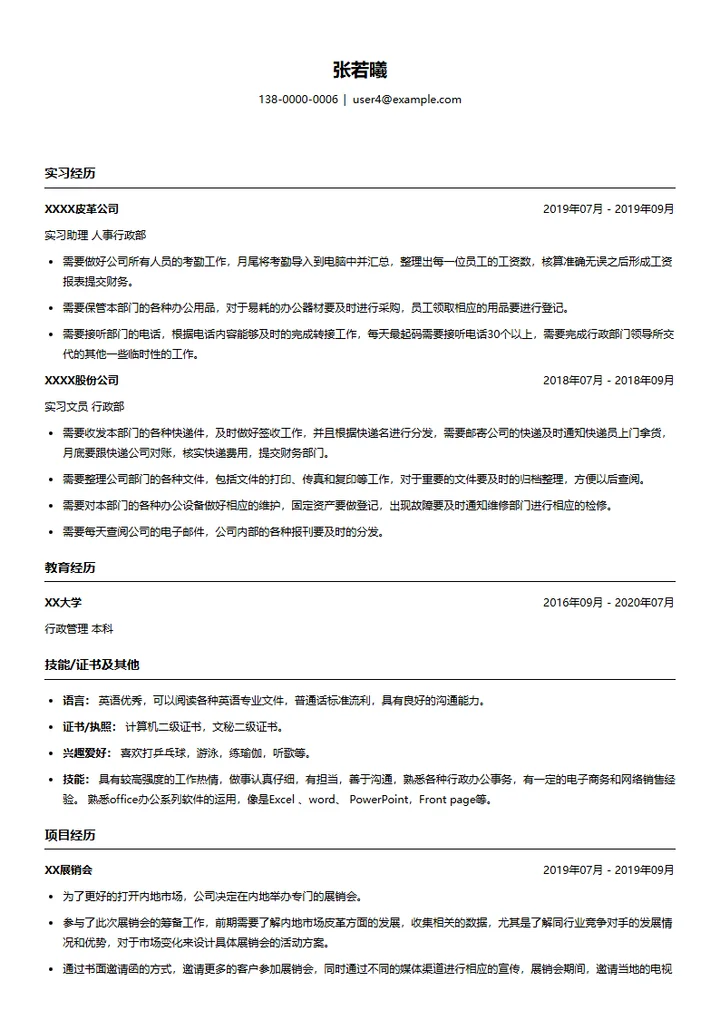 张若曦
138-0000-0006 | user4@example.com
实习经历
XXXX皮革公司 2019年07月 - 2019年09月
实习助理 人事行政部
• 需要做好公司所有人员的考勤工作，月尾将考勤导入到电脑中并汇总，整理出每一位员工的工资数，核算准确无误之后形成工资
报表提交财务。
• 需要保管本部门的各种办公用品，对于易耗的办公器材要及时进行采购，员工领取相应的用品要进行登记。
• 需要接听部门的电话，根据电话内容能够及时的完成转接工作，每天最起码需要接听电话30个以上，需要完成行政部门领导所交
代的其他一些临时性的工作。
XXXX股份公司 2018年07月 - 2018年09月
实习文员 行政部
• 需要收发本部门的各种快递件，及时做好签收工作，并且根据快递名进行分发，需要邮寄公司的快递及时通知快递员上门拿货，
月底要跟快递公司对账，核实快递费用，提交财务部门。
• 需要整理公司部门的各种文件，包括文件的打印、传真和复印等工作，对于重要的文件要及时的归档整理，方便以后查阅。
• 需要对本部门的各种办公设备做好相应的维护，固定资产要做登记，出现故障要及时通知维修部门进行相应的检修。
• 需要每天查阅公司的电子邮件，公司内部的各种报刊要及时的分发。
教育经历
XX大学 2016年09月 - 2020年07月
行政管理 本科
技能/证书及其他
• 语言： 英语优秀，可以阅读各种英语专业文件，普通话标准流利，具有良好的沟通能力。
• 证书/执照： 计算机二级证书，文秘二级证书。
• 兴趣爱好： 喜欢打乒乓球，游泳，练瑜伽，听歌等。
• 技能： 具有较高强度的工作热情，做事认真仔细，有担当，善于沟通，熟悉各种行政办公事务，有一定的电子商务和网络销售经
验。 熟悉office办公系列软件的运用，像是Excel 、word、 PowerPoint，Front page等。
项目经历
XX展销会 2019年07月 - 2019年09月
• 为了更好的打开内地市场，公司决定在内地举办专门的展销会。
• 参与了此次展销会的筹备工作，前期需要了解内地市场皮革方面的发展，收集相关的数据，尤其是了解同行业竞争对手的发展情
况和优势，对于市场变化来设计具体展销会的活动方案。
• 通过书面邀请函的方式，邀请更多的客户参加展销会，同时通过不同的媒体渠道进行相应的宣传，展销会期间，邀请当地的电视